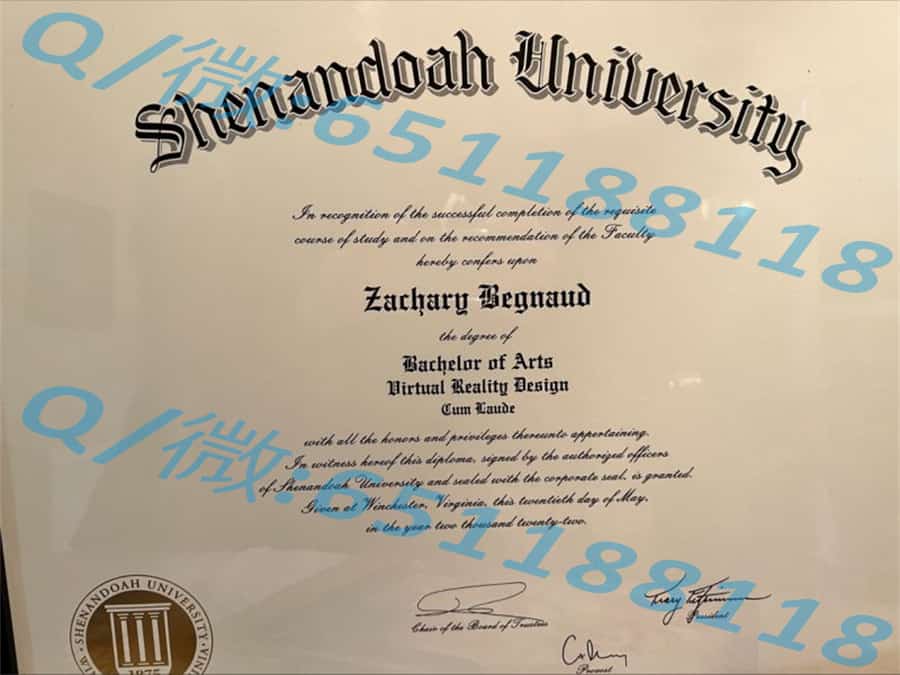 Q/微:651188118
Shenandoah University
In recognition of the successful completion of the requisite
course of study and on the recommendation of the Faculty
hereby confers upon
Zachary Begnaud
the degree of
Bachelor of Arts
Virtual Reality Design
Cum Laude
Q/微:651188118
with all the honors and privileges thereunto appertaining.
In witness hereof this diploma, signed by the authorized officers
of Shenandoah University and sealed with the corporate seal, is granted.
Given at Winchester, Virginia, this twentieth day of May,
in the year two thousand twenty-two.
SHENANDOAH UNIVERSITY
1875
Chair of the Board of Trustees
President
Provost